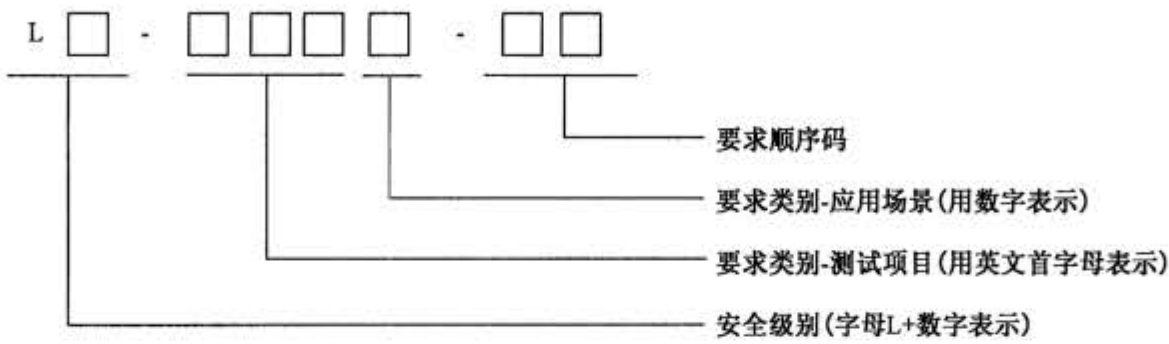 L □ - □ □ □ □ - □ □
要求顺序码
要求类别-应用场景(用数字表示)
要求类别-测试项目(用英文首字母表示)
安全级别(字母L+数字表示)